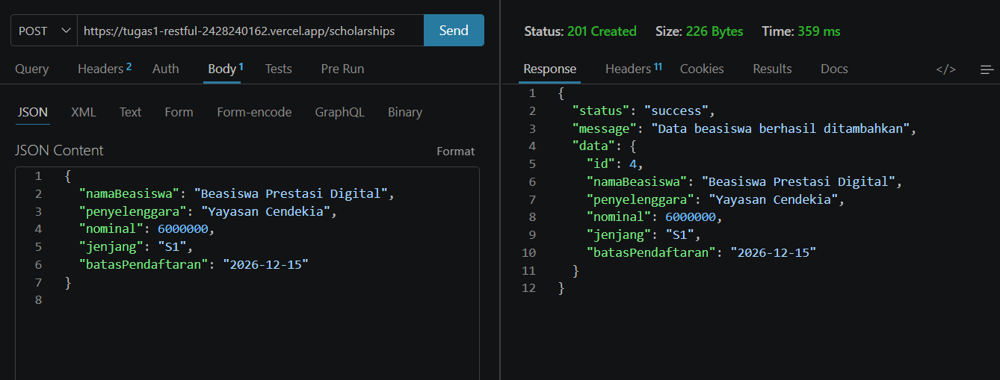 POST https://tugas1-restful-2428240162.vercel.app/scholarships Send
Query Headers 2 Auth Body 1 Tests Pre Run
JSON XML Text Form Form-encode GraphQL Binary
JSON Content Format
1 {
2 "namaBeasiswa": "Beasiswa Prestasi Digital",
3 "penyelenggara": "Yayasan Cendekia",
4 "nominal": 6000000,
5 "jenjang": "S1",
6 "batasPendaftaran": "2026-12-15"
7 }
8
Status: 201 Created Size: 226 Bytes Time: 359 ms
Response Headers 11 Cookies Results Docs </>
1 {
2 "status": "success",
3 "message": "Data beasiswa berhasil ditambahkan",
4 "data": {
5 "id": 4,
6 "namaBeasiswa": "Beasiswa Prestasi Digital",
7 "penyelenggara": "Yayasan Cendekia",
8 "nominal": 6000000,
9 "jenjang": "S1",
10 "batasPendaftaran": "2026-12-15"
11 }
12 }